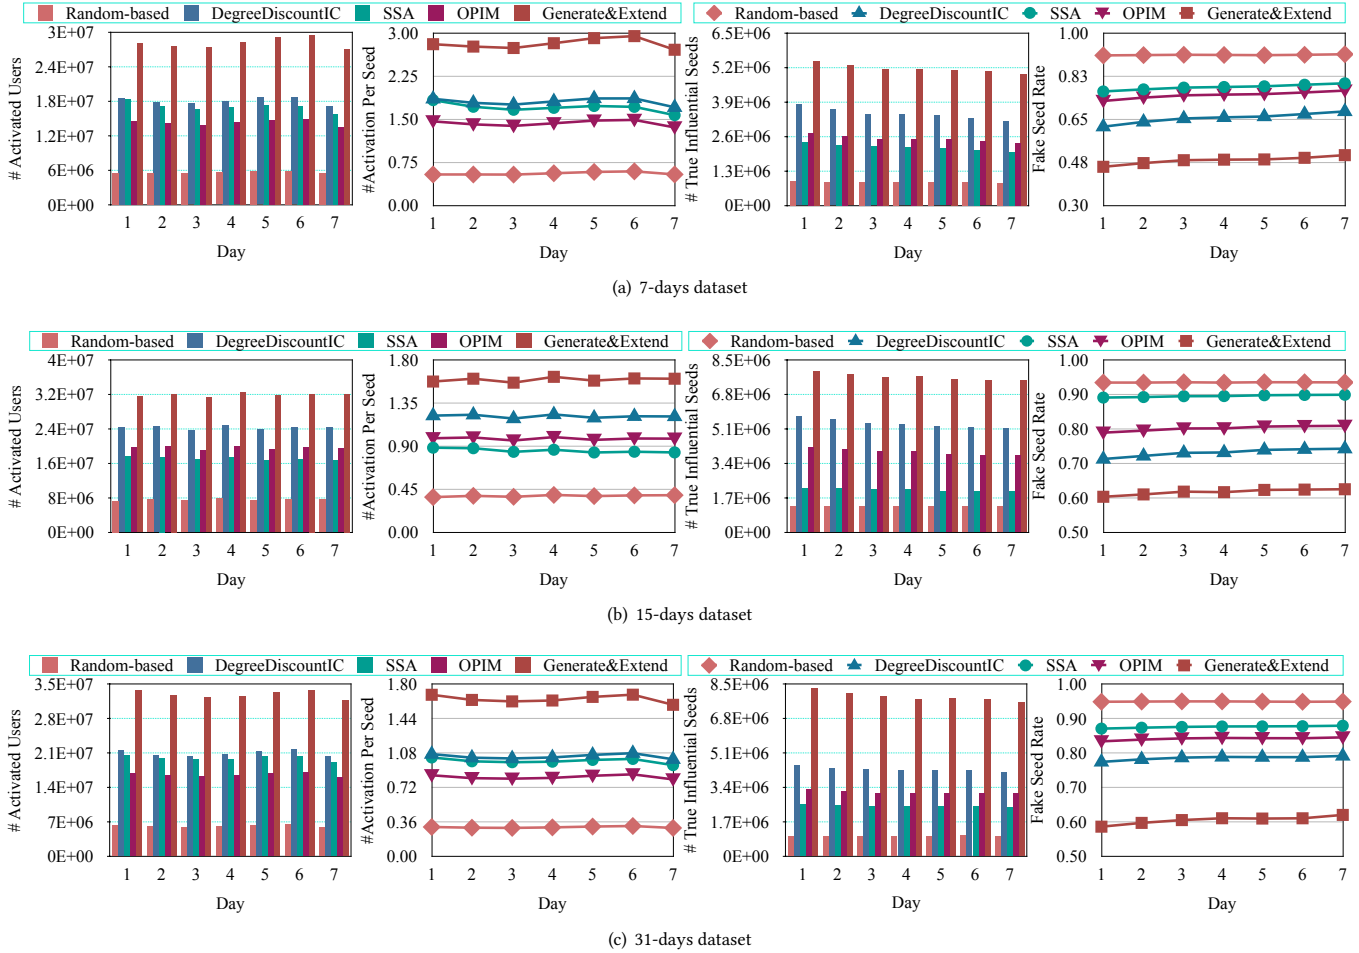 Random-based DegreeDiscountIC SSA OPIM Generate&Extend
Random-based DegreeDiscountIC SSA OPIM Generate&Extend
# Activated Users
3E+07
2.4E+07
1.8E+07
1.2E+07
6E+06
0E+00
1 2 3 4 5 6 7
Day
#Activation Per Seed
3.00
2.25
1.50
0.75
0.00
1 2 3 4 5 6 7
Day
# True Influential Seeds
6.5E+06
5.2E+06
3.9E+06
2.6E+06
1.3E+06
0E+00
1 2 3 4 5 6 7
Day
Fake Seed Rate
1.00
0.83
0.65
0.48
0.30
1 2 3 4 5 6 7
Day
(a) 7-days dataset
Random-based DegreeDiscountIC SSA OPIM Generate&Extend
Random-based DegreeDiscountIC SSA OPIM Generate&Extend
# Activated Users
4E+07
3.2E+07
2.4E+07
1.6E+07
8E+06
0E+00
1 2 3 4 5 6 7
Day
#Activation Per Seed
1.80
1.35
0.90
0.45
0.00
1 2 3 4 5 6 7
Day
# True Influential Seeds
8.5E+06
6.8E+06
5.1E+06
3.4E+06
1.7E+06
0E+00
1 2 3 4 5 6 7
Day
Fake Seed Rate
1.00
0.90
0.80
0.70
0.60
0.50
1 2 3 4 5 6 7
Day
(b) 15-days dataset
Random-based DegreeDiscountIC SSA OPIM Generate&Extend
Random-based DegreeDiscountIC SSA OPIM Generate&Extend
# Activated Users
3.5E+07
2.8E+07
2.1E+07
1.4E+07
7E+06
0E+00
1 2 3 4 5 6 7
Day
#Activation Per Seed
1.80
1.44
1.08
0.72
0.36
0.00
1 2 3 4 5 6 7
Day
# True Influential Seeds
8.5E+06
6.8E+06
5.1E+06
3.4E+06
1.7E+06
0E+00
1 2 3 4 5 6 7
Day
Fake Seed Rate
1.00
0.90
0.80
0.70
0.60
0.50
1 2 3 4 5 6 7
Day
(c) 31-days dataset